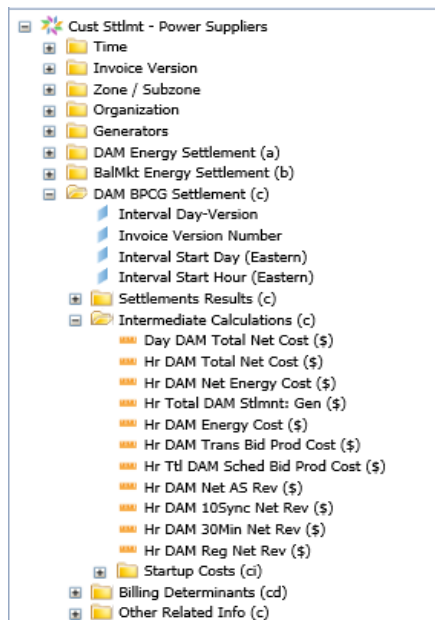 Cust Sttlmt - Power Suppliers
Time
Invoice Version
Zone / Subzone
Organization
Generators
DAM Energy Settlement (a)
BalMkt Energy Settlement (b)
DAM BPCG Settlement (c)
Interval Day-Version
Invoice Version Number
Interval Start Day (Eastern)
Interval Start Hour (Eastern)
Settlements Results (c)
Intermediate Calculations (c)
Day DAM Total Net Cost ($)
Hr DAM Total Net Cost ($)
Hr DAM Net Energy Cost ($)
Hr Total DAM Stlmnt: Gen ($)
Hr DAM Energy Cost ($)
Hr DAM Trans Bid Prod Cost ($)
Hr Ttl DAM Sched Bid Prod Cost ($)
Hr DAM Net AS Rev ($)
Hr DAM 10Sync Net Rev ($)
Hr DAM 30Min Net Rev ($)
Hr DAM Reg Net Rev ($)
Startup Costs (ci)
Billing Determinants (cd)
Other Related Info (c)